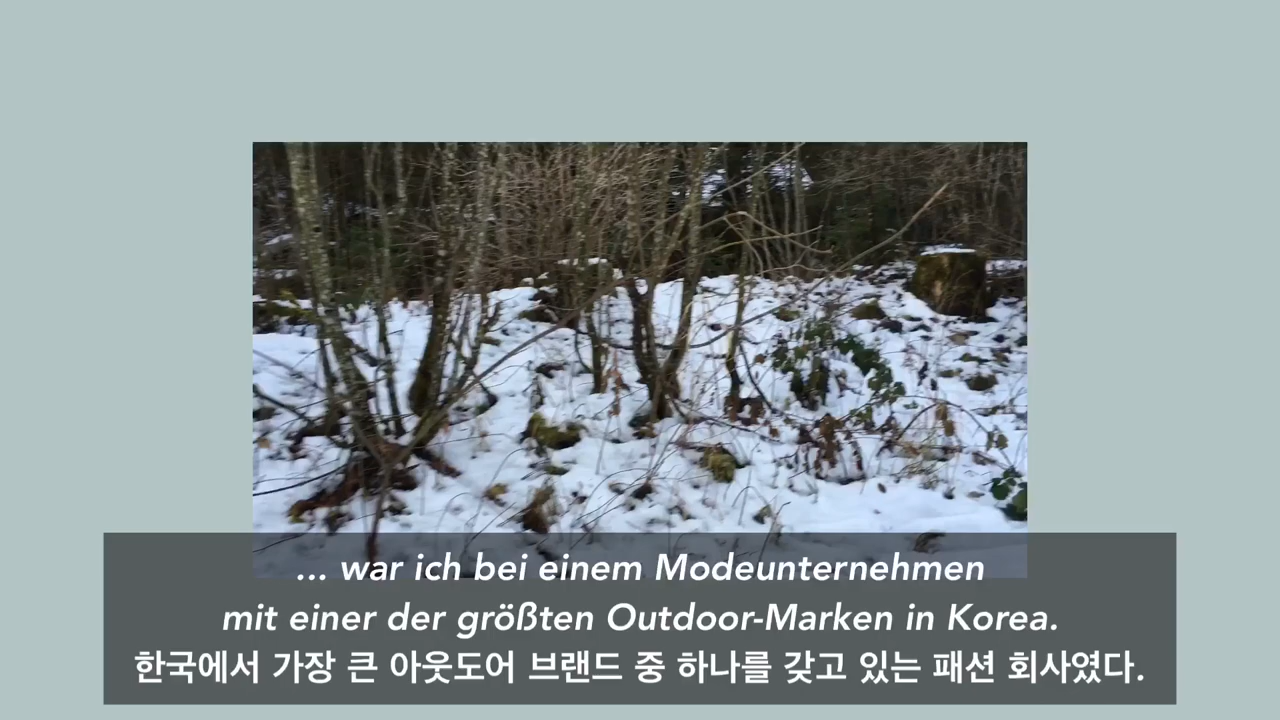 ... war ich bei einem Modeunternehmen
mit einer der größten Outdoor-Marken in Korea.
한국에서 가장 큰 아웃도어 브랜드 중 하나를 갖고 있는 패션 회사였다.